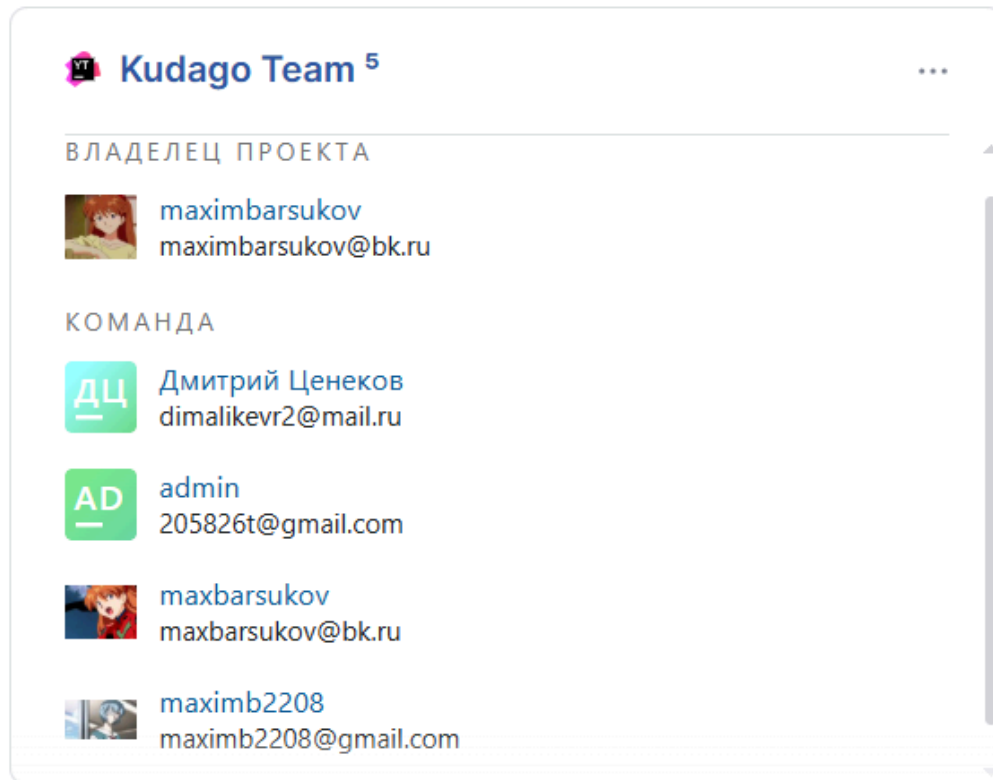 YT
Kudago Team 5
ВЛАДЕЛЕЦ ПРОЕКТА
maximbarsukov
maximbarsukov@bk.ru
КОМАНДА
ДЦ
Дмитрий Ценеков
dimalikevr2@mail.ru
AD
admin
205826t@gmail.com
maxbarsukov
maxbarsukov@bk.ru
maximb2208
maximb2208@gmail.com